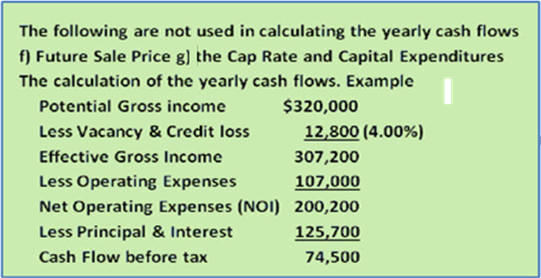 The following are not used in calculating the yearly cash flows
f) Future Sale Price g) the Cap Rate and Capital Expenditures
The calculation of the yearly cash flows. Example
Potential Gross income $320,000
Less Vacancy & Credit loss 12,800 (4.00%)
Effective Gross Income 307,200
Less Operating Expenses 107,000
Net Operating Expenses (NOI) 200,200
Less Principal & Interest 125,700
Cash Flow before tax 74,500